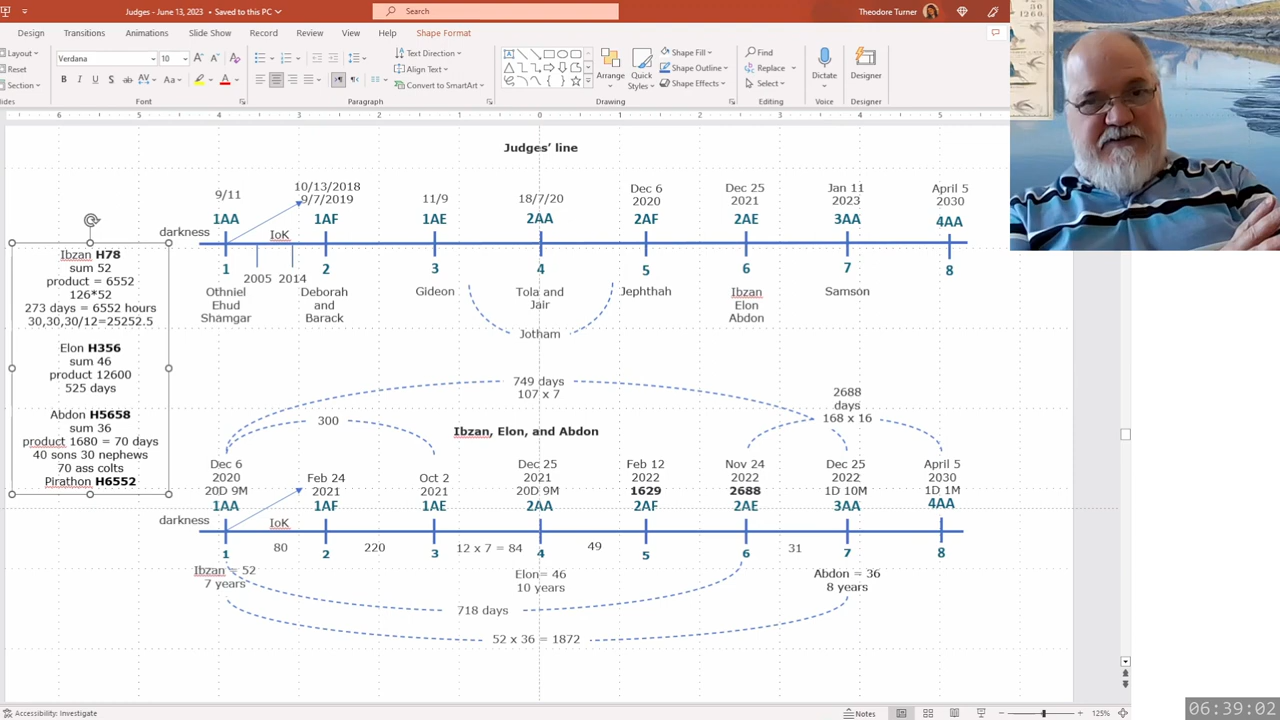 Judges - June 13, 2023 • Saved to this PC
Search
Theodore Turner
Design
Transitions
Animations
Slide Show
Record
Review
View
Help
Shape Format
Layout
Reset
Section
Verdana
10
Text Direction
Align Text
Convert to SmartArt
Arrange
Quick Styles
Shape Fill
Shape Outline
Shape Effects
Find
Replace
Select
Dictate
Designer
Font
Paragraph
Drawing
Editing
Voice
Designer
6 5 4 3 2 1 0 1 2 3 4 5
Judges’ line
9/11
10/13/2018
9/7/2019
11/9
18/7/20
Dec 6
2020
Dec 25
2021
Jan 11
2023
April 5
2030
1AA 1AF 1AE 2AA 2AF 2AE 3AA 4AA
darkness
IoK
1 2 3 4 5 6 7 8
2005 2014
Othniel
Ehud
Shamgar
Deborah
and
Barack
Gideon
Tola and
Jair
Jephthah
Ibzan
Elon
Abdon
Samson
Jotham
Ibzan H78
sum 52
product = 6552
126*52
273 days = 6552 hours
30,30,30/12=25252.5
Elon H356
sum 46
product 12600
525 days
Abdon H5658
sum 36
product 1680 = 70 days
40 sons 30 nephews
70 ass colts
Pirathon H6552
749 days
107 x 7
2688
days
168 x 16
300
Ibzan, Elon, and Abdon
Dec 6
2020
20D 9M
Feb 24
2021
Oct 2
2021
Dec 25
2021
20D 9M
Feb 12
2022
1629
Nov 24
2022
2688
Dec 25
2022
1D 10M
April 5
2030
1D 1M
1AA 1AF 1AE 2AA 2AF 2AE 3AA 4AA
darkness
IoK
80 220 12 x 7 = 84 49 31
1 2 3 4 5 6 7 8
Ibzan = 52
7 years
Elon= 46
10 years
Abdon = 36
8 years
718 days
52 x 36 = 1872
Accessibility: Investigate
Notes
125%
06:39:02